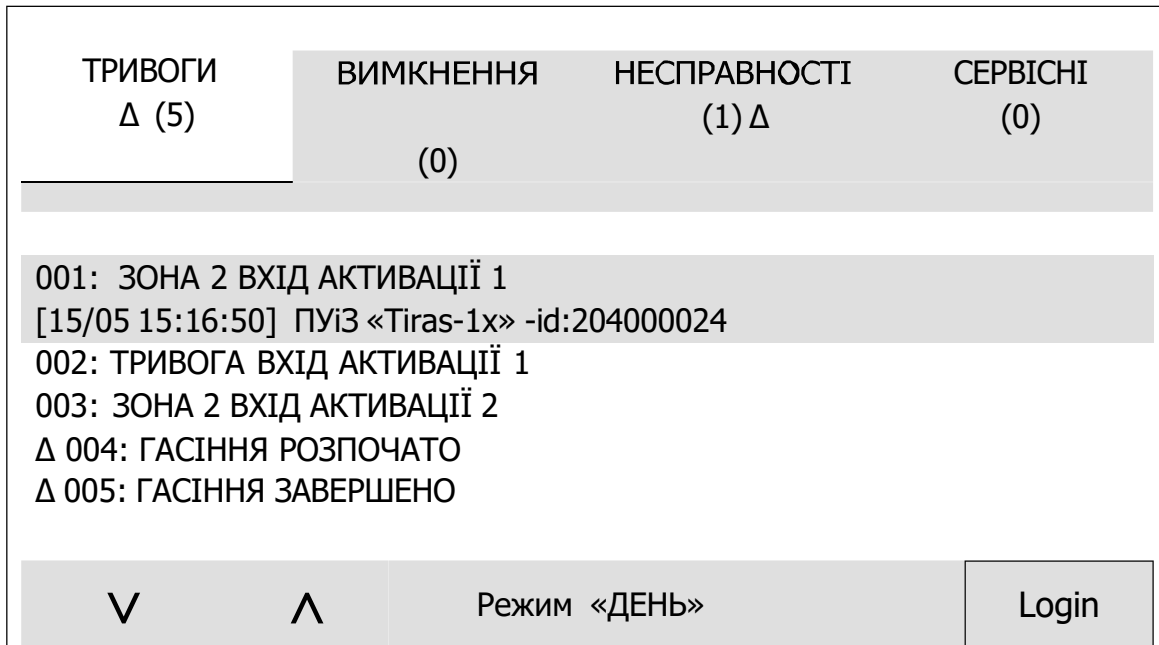 ТРИВОГИ ВИМКНЕННЯ НЕСПРАВНОСТІ СЕРВІСНІ
Δ (5) (1) Δ (0)
(0)
001: ЗОНА 2 ВХІД АКТИВАЦІЇ 1
[15/05 15:16:50] ПУіЗ «Tiras-1x» -id:204000024
002: ТРИВОГА ВХІД АКТИВАЦІЇ 1
003: ЗОНА 2 ВХІД АКТИВАЦІЇ 2
Δ 004: ГАСІННЯ РОЗПОЧАТО
Δ 005: ГАСІННЯ ЗАВЕРШЕНО
V Λ Режим «ДЕНЬ» Login